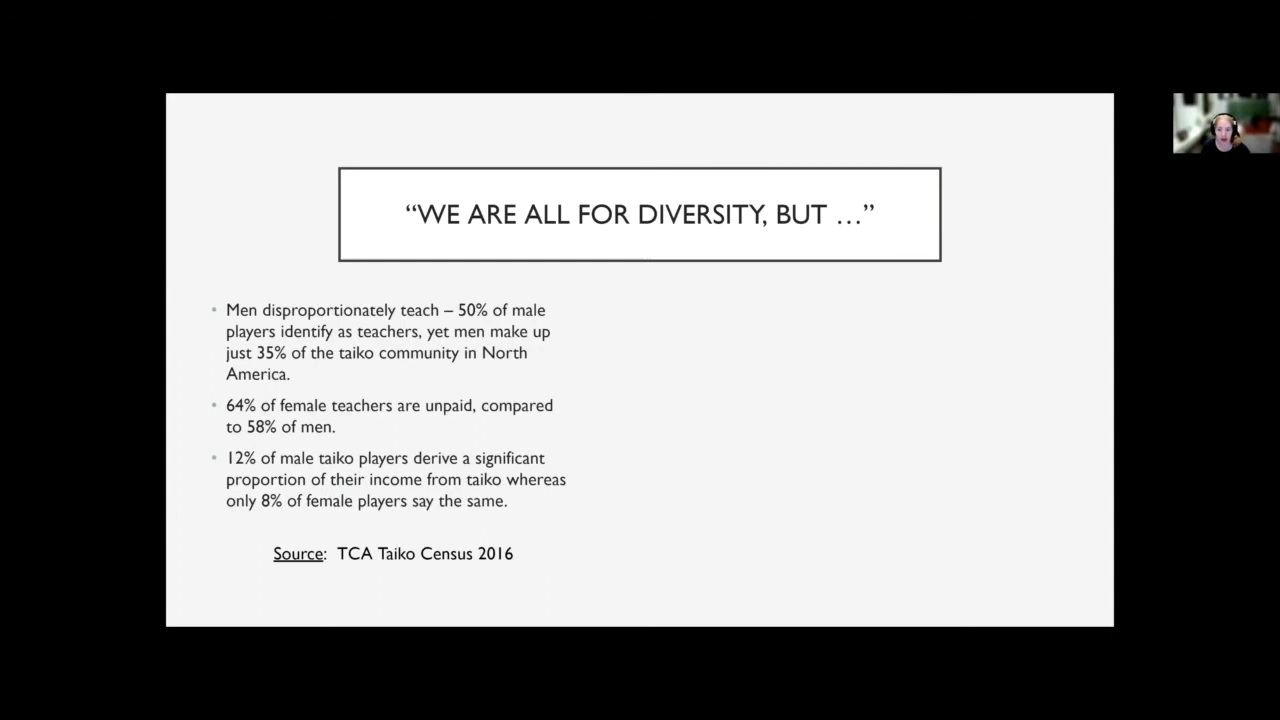 “WE ARE ALL FOR DIVERSITY, BUT …”
• Men disproportionately teach – 50% of male
players identify as teachers, yet men make up
just 35% of the taiko community in North
America.
• 64% of female teachers are unpaid, compared
to 58% of men.
• 12% of male taiko players derive a significant
proportion of their income from taiko whereas
only 8% of female players say the same.
Source: TCA Taiko Census 2016